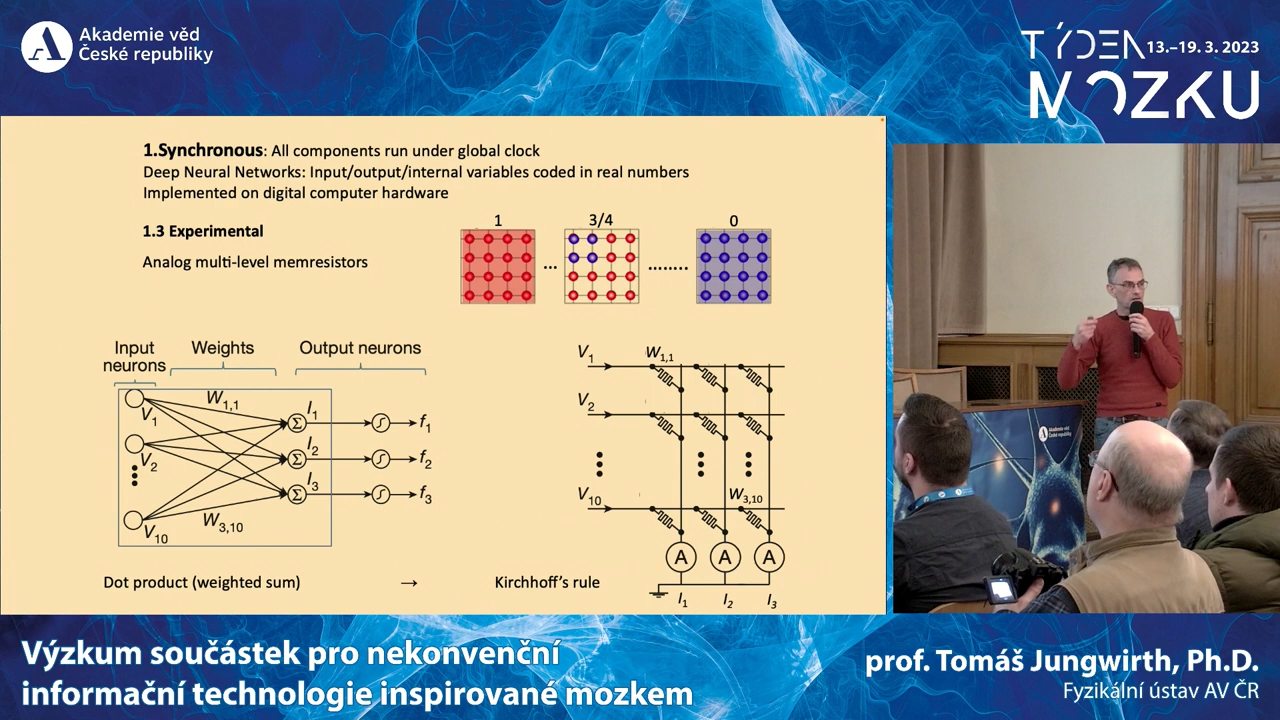 Akademie věd
České republiky
TÝDEN 13.–19. 3. 2023
MOZKU
1.Synchronous: All components run under global clock
Deep Neural Networks: Input/output/internal variables coded in real numbers
Implemented on digital computer hardware
1.3 Experimental
Analog multi-level memresistors
1 3/4 0
... ........
Input neurons
Weights
Output neurons
V1
V2
V10
W1,1
W3,10
Σ I1 f1
Σ I2 f2
Σ I3 f3
V1 W1,1
V2
V10 W3,10
A A A
I1 I2 I3
Dot product (weighted sum) → Kirchhoff's rule
Akademie věd
České republiky
Výzkum součástek pro nekonvenční
informační technologie inspirované mozkem
prof. Tomáš Jungwirth, Ph.D.
Fyzikální ústav AV ČR